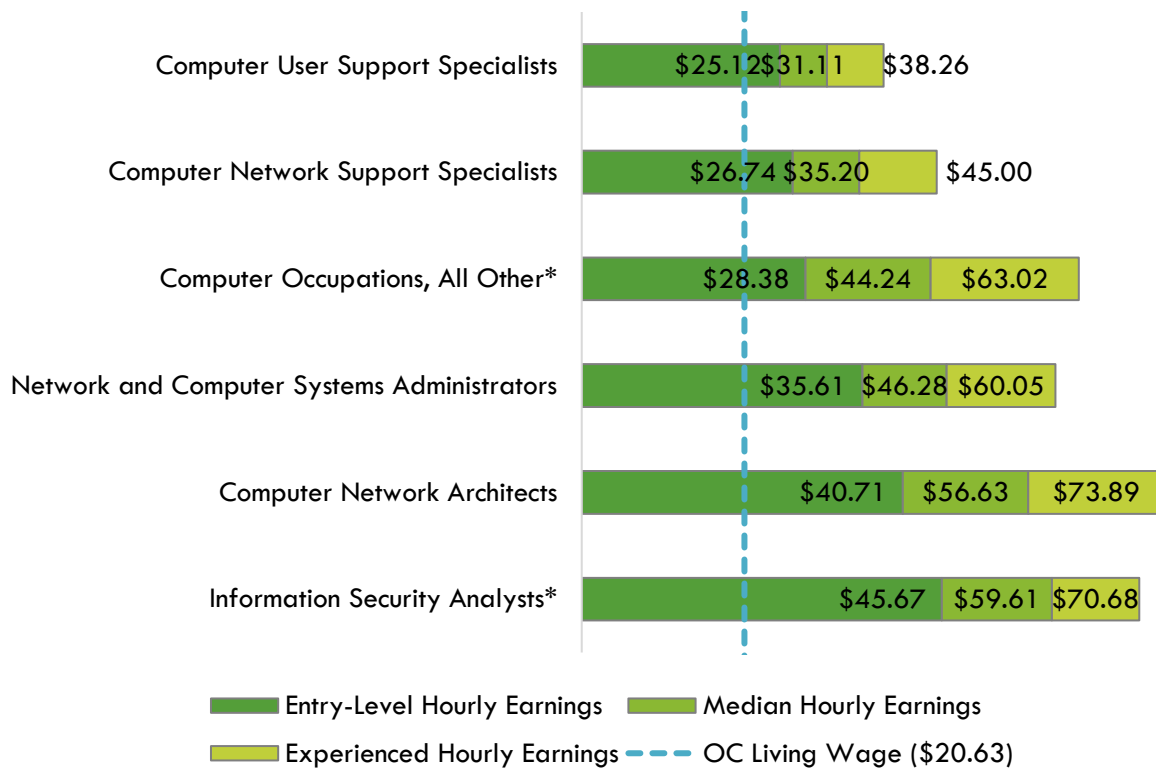 Computer User Support Specialists $25.12 $31.11 $38.26
Computer Network Support Specialists $26.74 $35.20 $45.00
Computer Occupations, All Other* $28.38 $44.24 $63.02
Network and Computer Systems Administrators $35.61 $46.28 $60.05
Computer Network Architects $40.71 $56.63 $73.89
Information Security Analysts* $45.67 $59.61 $70.68
Entry-Level Hourly Earnings Median Hourly Earnings
Experienced Hourly Earnings OC Living Wage ($20.63)